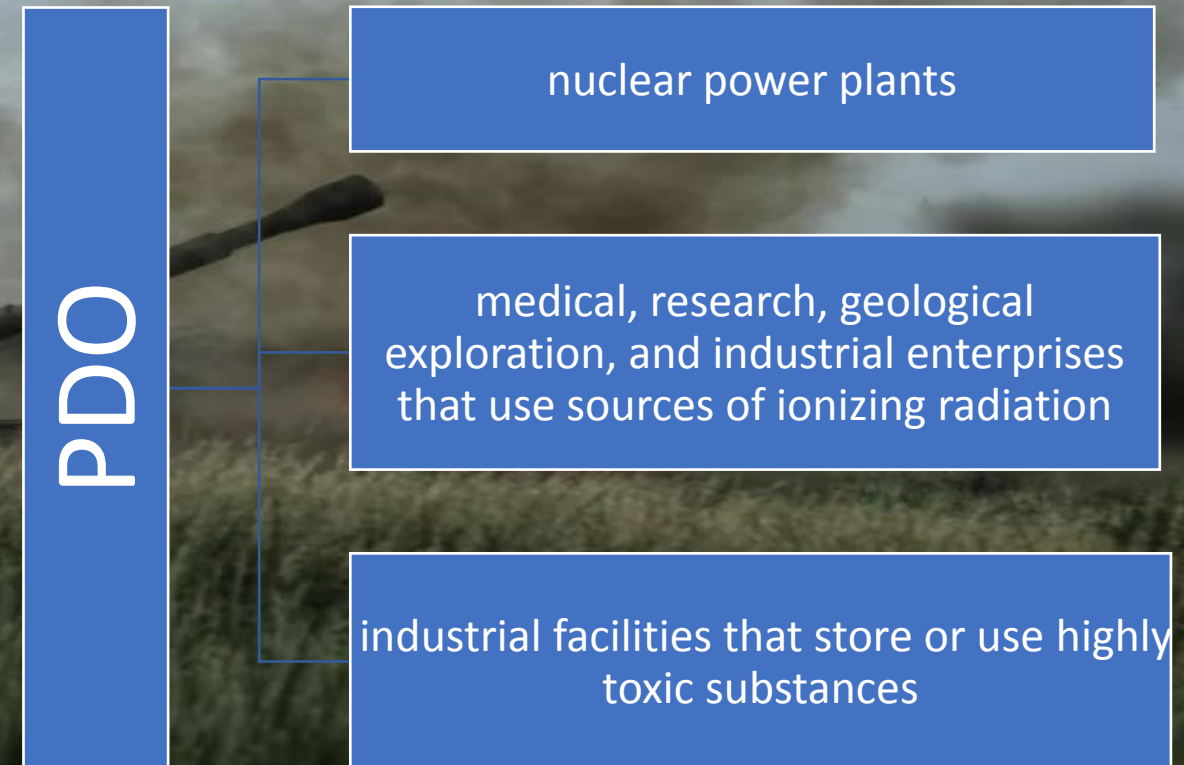 PDO
nuclear power plants
medical, research, geological
exploration, and industrial enterprises
that use sources of ionizing radiation
industrial facilities that store or use highly
toxic substances